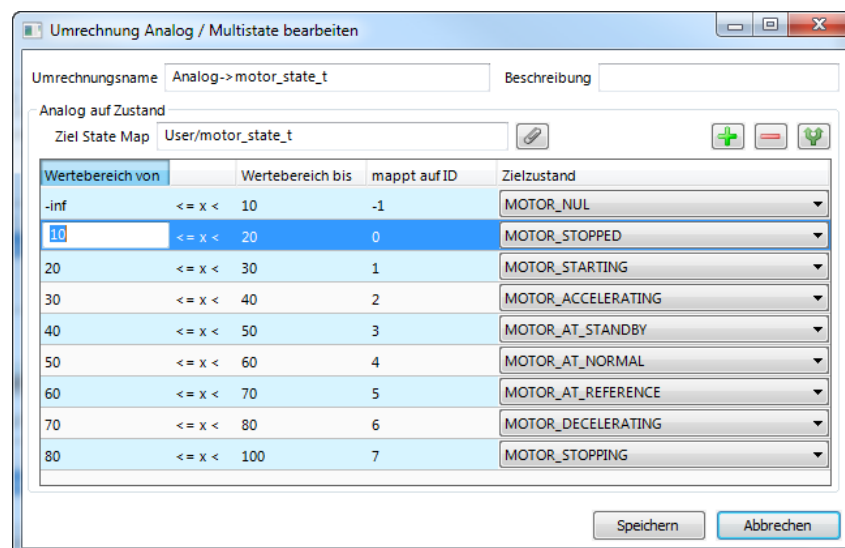 Umrechnung Analog / Multistate bearbeiten
Umrechnungsname Analog->motor_state_t Beschreibung
Analog auf Zustand
Ziel State Map User/motor_state_t
Wertebereich von Wertebereich bis mappt auf ID Zielzustand
-inf <= x < 10 -1 MOTOR_NUL
10 <= x < 20 0 MOTOR_STOPPED
20 <= x < 30 1 MOTOR_STARTING
30 <= x < 40 2 MOTOR_ACCELERATING
40 <= x < 50 3 MOTOR_AT_STANDBY
50 <= x < 60 4 MOTOR_AT_NORMAL
60 <= x < 70 5 MOTOR_AT_REFERENCE
70 <= x < 80 6 MOTOR_DECELERATING
80 <= x < 100 7 MOTOR_STOPPING
Speichern Abbrechen